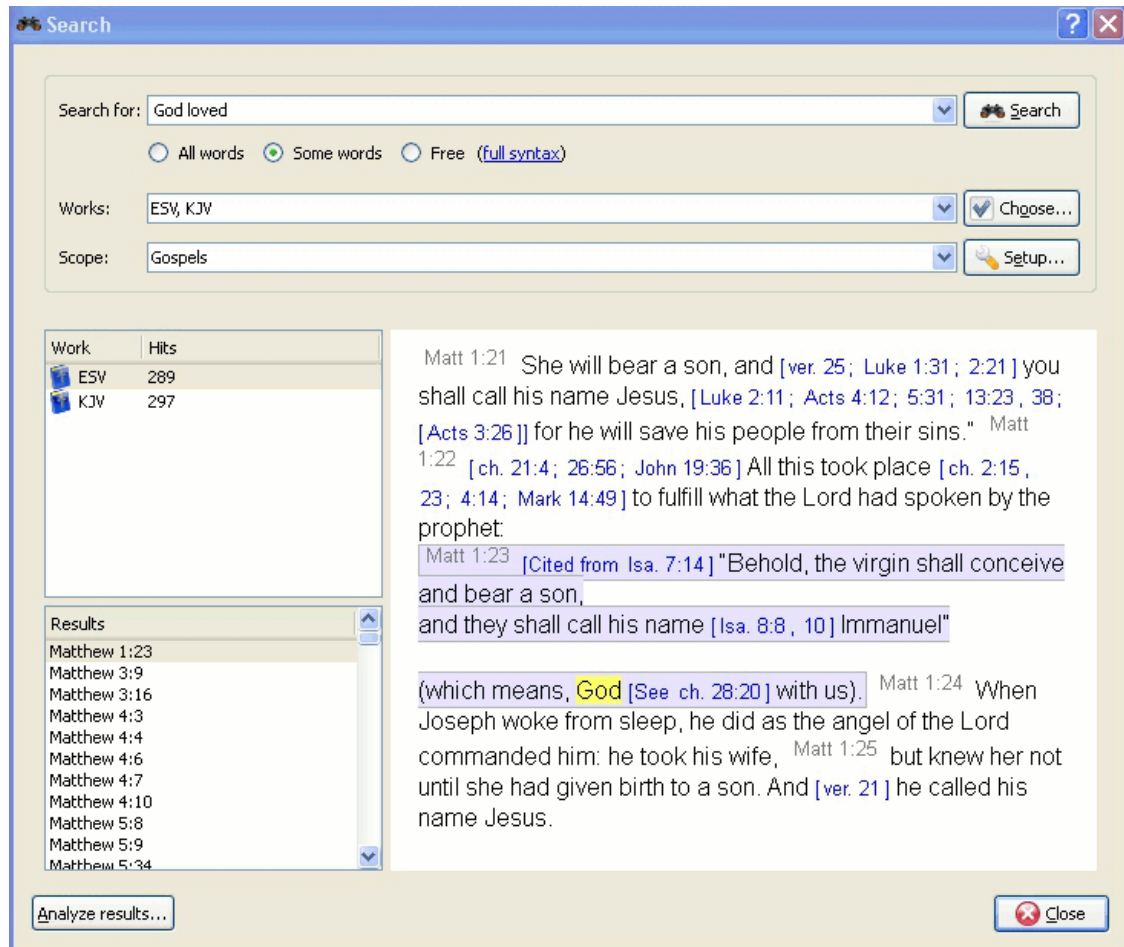 Search
Search for: God loved Search
All words Some words Free (full syntax)
Works: ESV, KJV Choose...
Scope: Gospels Setup...
Work Hits
ESV 289
KJV 297
Results
Matthew 1:23
Matthew 3:9
Matthew 3:16
Matthew 4:3
Matthew 4:4
Matthew 4:6
Matthew 4:7
Matthew 4:10
Matthew 5:8
Matthew 5:9
Matthew 5:34
Matt 1:21 She will bear a son, and [ver. 25; Luke 1:31; 2:21] you
shall call his name Jesus, [Luke 2:11; Acts 4:12; 5:31; 13:23, 38;
[Acts 3:26]] for he will save his people from their sins." Matt
1:22 [ch. 21:4; 26:56; John 19:36] All this took place [ch. 2:15,
23; 4:14; Mark 14:49] to fulfill what the Lord had spoken by the
prophet:
Matt 1:23 [Cited from Isa. 7:14] "Behold, the virgin shall conceive
and bear a son,
and they shall call his name [Isa. 8:8, 10] Immanuel"
(which means, God [See ch. 28:20] with us). Matt 1:24 When
Joseph woke from sleep, he did as the angel of the Lord
commanded him: he took his wife, Matt 1:25 but knew her not
until she had given birth to a son. And [ver. 21] he called his
name Jesus.
Analyze results... Close